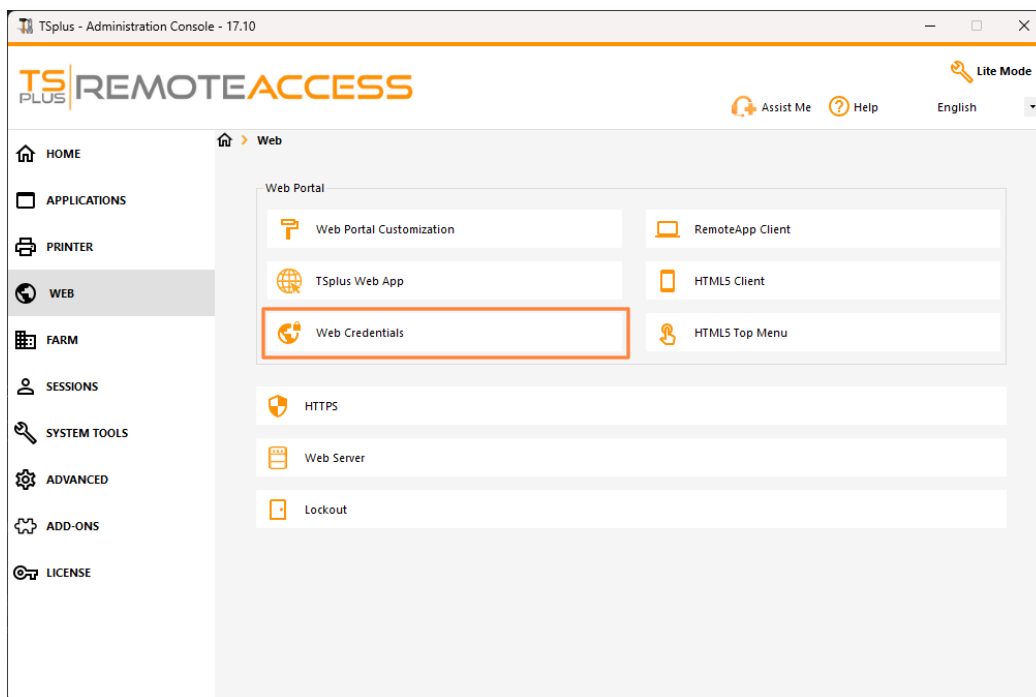 TSplus - Administration Console - 17.10
TS PLUS REMOTEACCESS
Lite Mode
Assist Me
Help
English
HOME
APPLICATIONS
PRINTER
WEB
FARM
SESSIONS
SYSTEM TOOLS
ADVANCED
ADD-ONS
LICENSE
Web
Web Portal
Web Portal Customization
RemoteApp Client
TSplus Web App
HTML5 Client
Web Credentials
HTML5 Top Menu
HTTPS
Web Server
Lockout